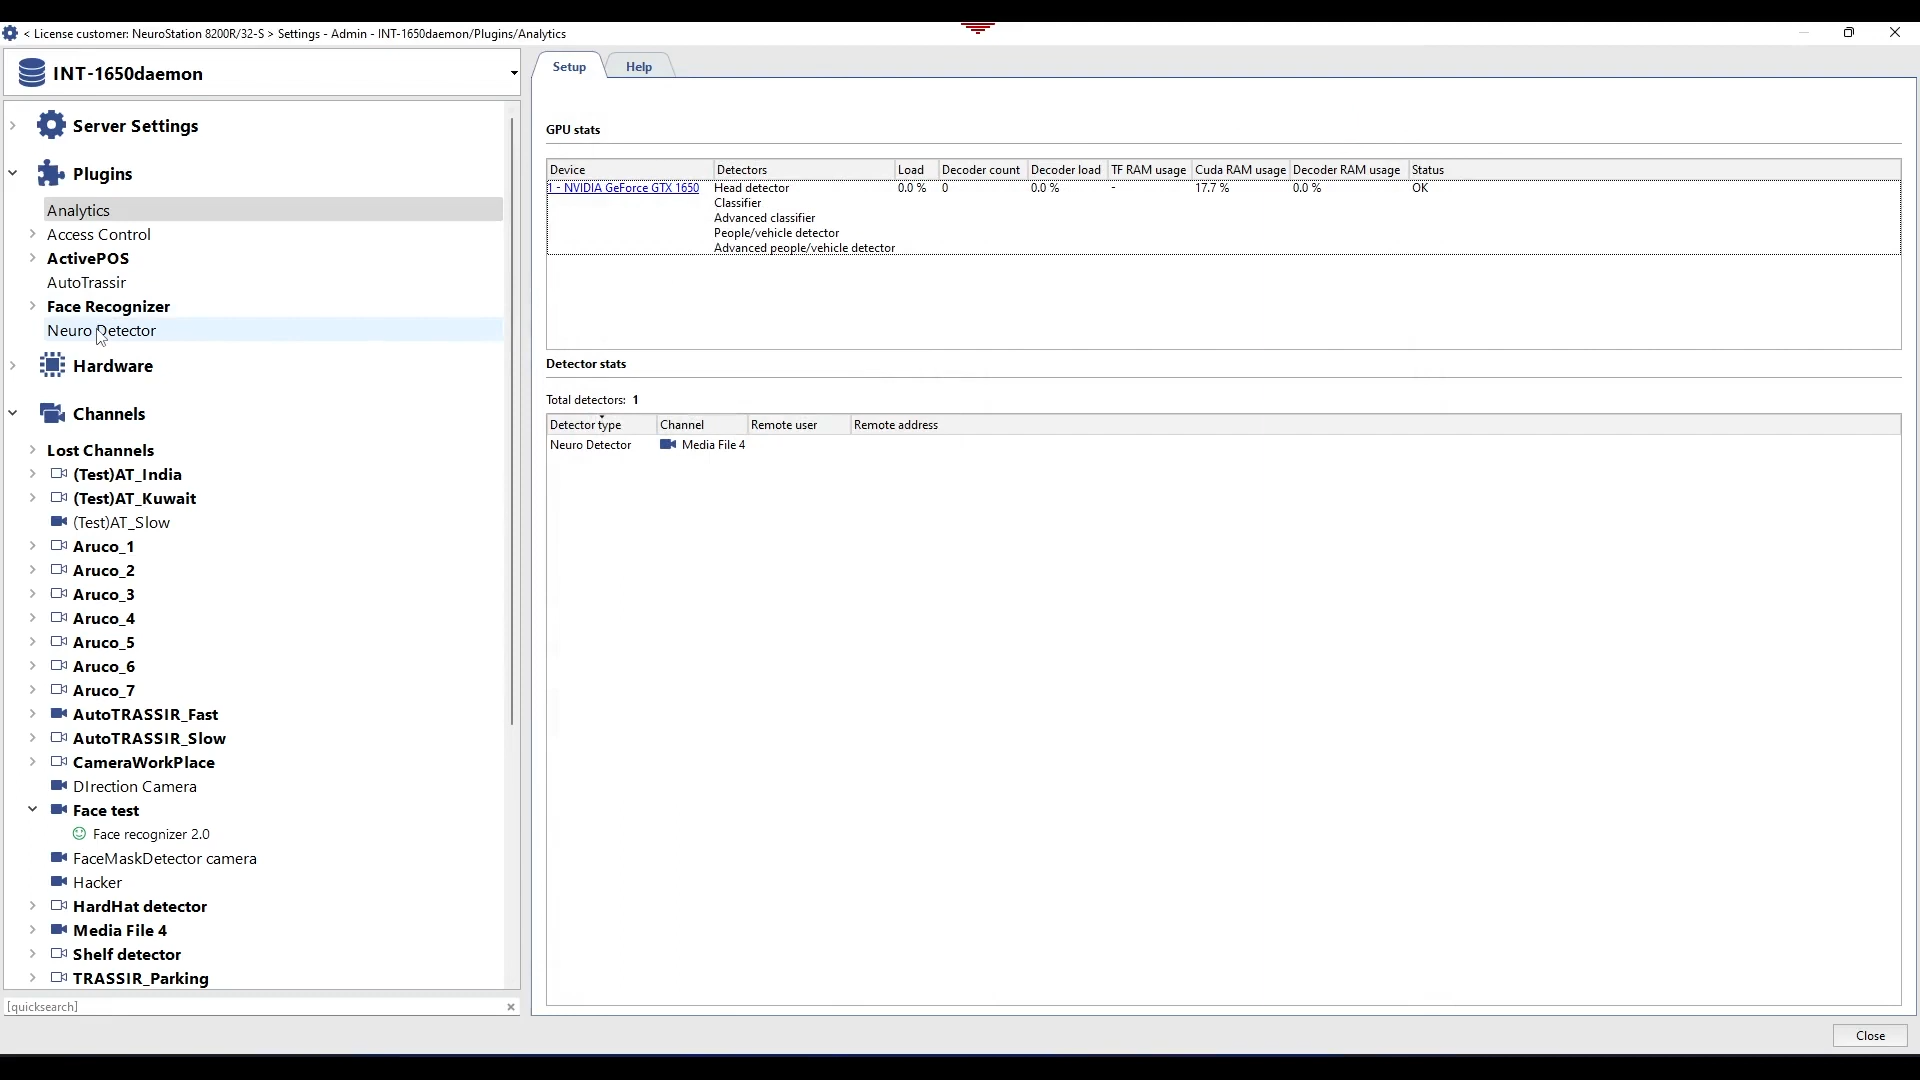 < License customer: NeuroStation 8200R/32-S > Settings - Admin - INT-1650daemon/Plugins/Analytics
INT-1650daemon
Server Settings
Plugins
Analytics
Access Control
ActivePOS
AutoTrassir
Face Recognizer
Neuro Detector
Hardware
Channels
Lost Channels
(Test)AT_India
(Test)AT_Kuwait
(Test)AT_Slow
Aruco_1
Aruco_2
Aruco_3
Aruco_4
Aruco_5
Aruco_6
Aruco_7
AutoTRASSIR_Fast
AutoTRASSIR_Slow
CameraWorkPlace
DIrection Camera
Face test
Face recognizer 2.0
FaceMaskDetector camera
Hacker
HardHat detector
Media File 4
Shelf detector
TRASSIR_Parking
[quicksearch]
Setup Help
GPU stats
Device Detectors Load Decoder count Decoder load TF RAM usage Cuda RAM usage Decoder RAM usage Status
1 - NVIDIA GeForce GTX 1650 Head detector 0.0 % 0 0.0 % - 17.7 % 0.0 % OK
Classifier
Advanced classifier
People/vehicle detector
Advanced people/vehicle detector
Detector stats
Total detectors: 1
Detector type Channel Remote user Remote address
Neuro Detector Media File 4
Close